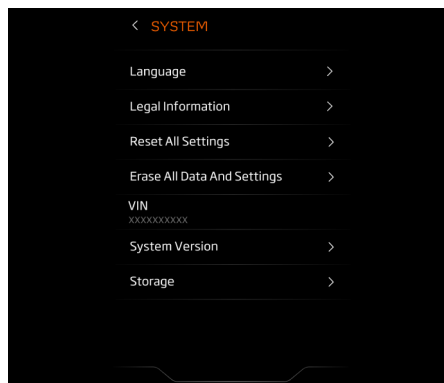 SYSTEM
Language
Legal Information
Reset All Settings
Erase All Data And Settings
VIN
XXXXXXXXXX
System Version
Storage